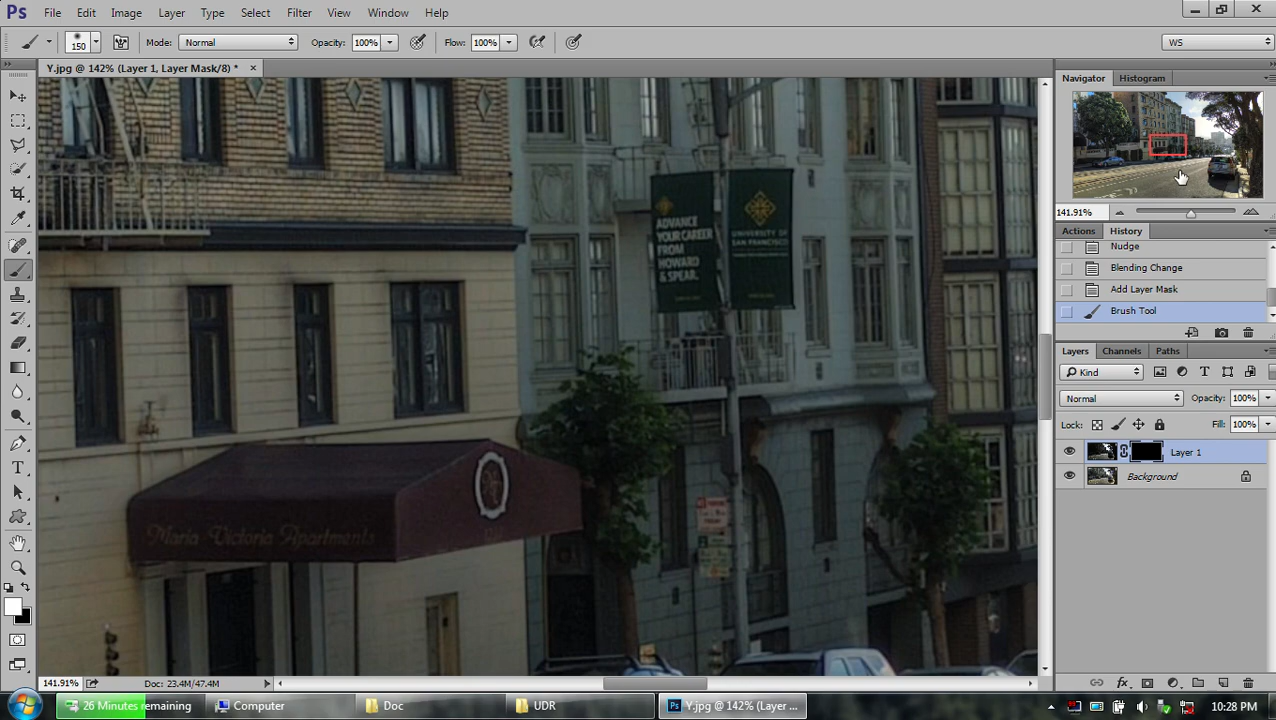 Ps File Edit Image Layer Type Select Filter View Window Help
150 Mode: Normal Opacity: 100% Flow: 100% WS
Y.jpg @ 142% (Layer 1, Layer Mask/8) * ×
Navigator Histogram
141.91%
Actions History
Nudge
Blending Change
Add Layer Mask
Brush Tool
Layers Channels Paths
Kind
Normal Opacity: 100%
Lock: Fill: 100%
Layer 1
Background
ADVANCE
YOUR CAREER
FROM
HOWARD
& SPEAR.
UNIVERSITY OF
SAN FRANCISCO
Maria Victoria Apartments
141.91% Doc: 23.4M/47.4M
26 Minutes remaining Computer Doc UDR Ps Y.jpg @ 142% (Layer ... 10:28 PM